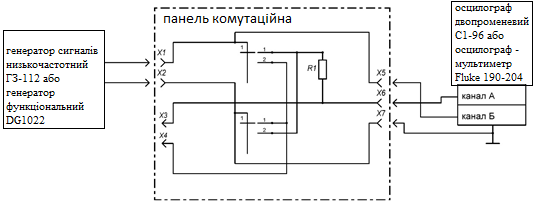 панель комутаційна
генератор сигналів
низькочастотний
ГЗ-112 або
генератор
функціональний
DG1022
X1
X2
X3
X4
1
1
2
1
1
2
R1
X5
X6
X7
осцилограф
двопроменевий
С1-96 або
осцилограф -
мультиметр
Fluke 190-204
канал А
канал Б